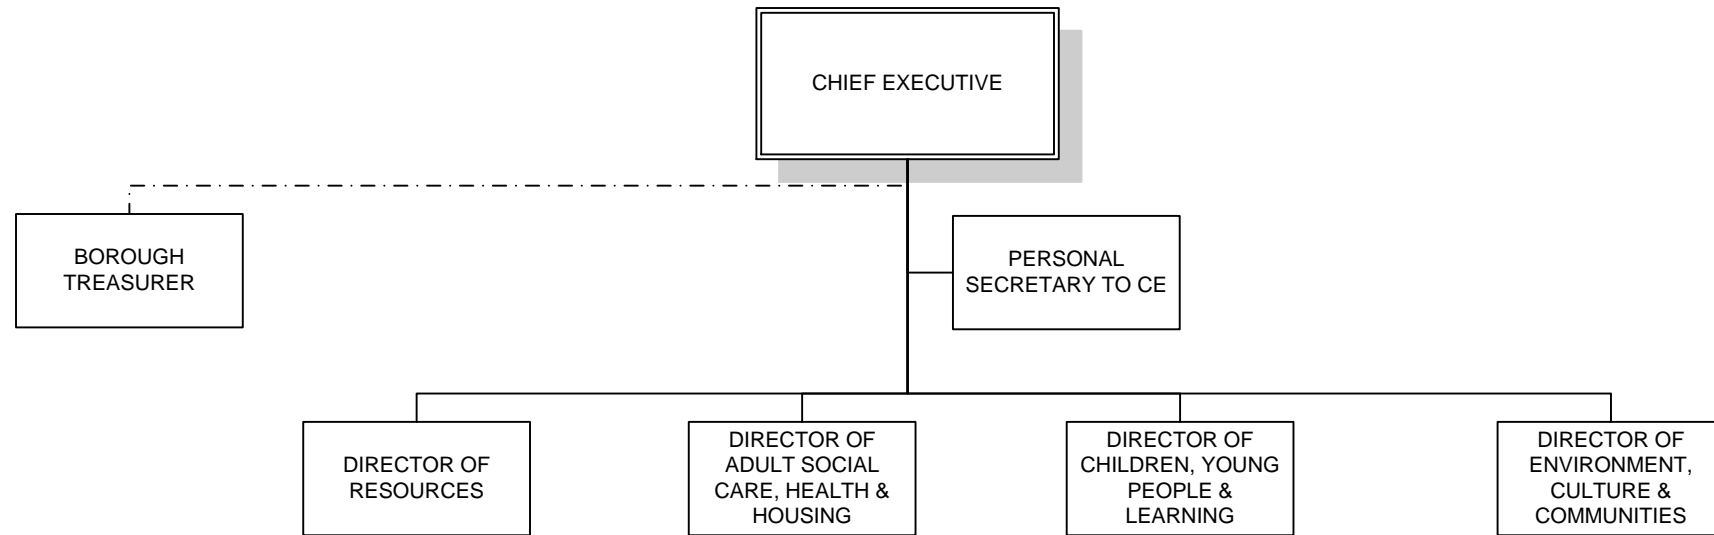 CHIEF EXECUTIVE
BOROUGH
TREASURER
PERSONAL
SECRETARY TO CE
DIRECTOR OF
RESOURCES
DIRECTOR OF
ADULT SOCIAL
CARE, HEALTH &
HOUSING
DIRECTOR OF
CHILDREN, YOUNG
PEOPLE &
LEARNING
DIRECTOR OF
ENVIRONMENT,
CULTURE &
COMMUNITIES